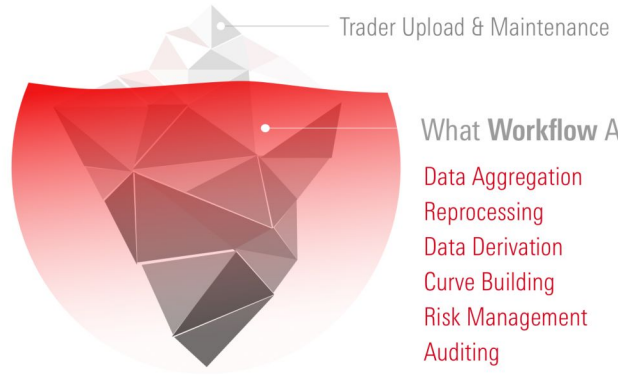 Trader Upload & Maintenance
What Workflow A
Data Aggregation
Reprocessing
Data Derivation
Curve Building
Risk Management
Auditing